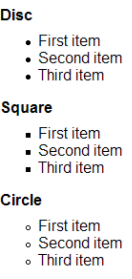 Disc
First item
Second item
Third item
Square
First item
Second item
Third item
Circle
First item
Second item
Third item